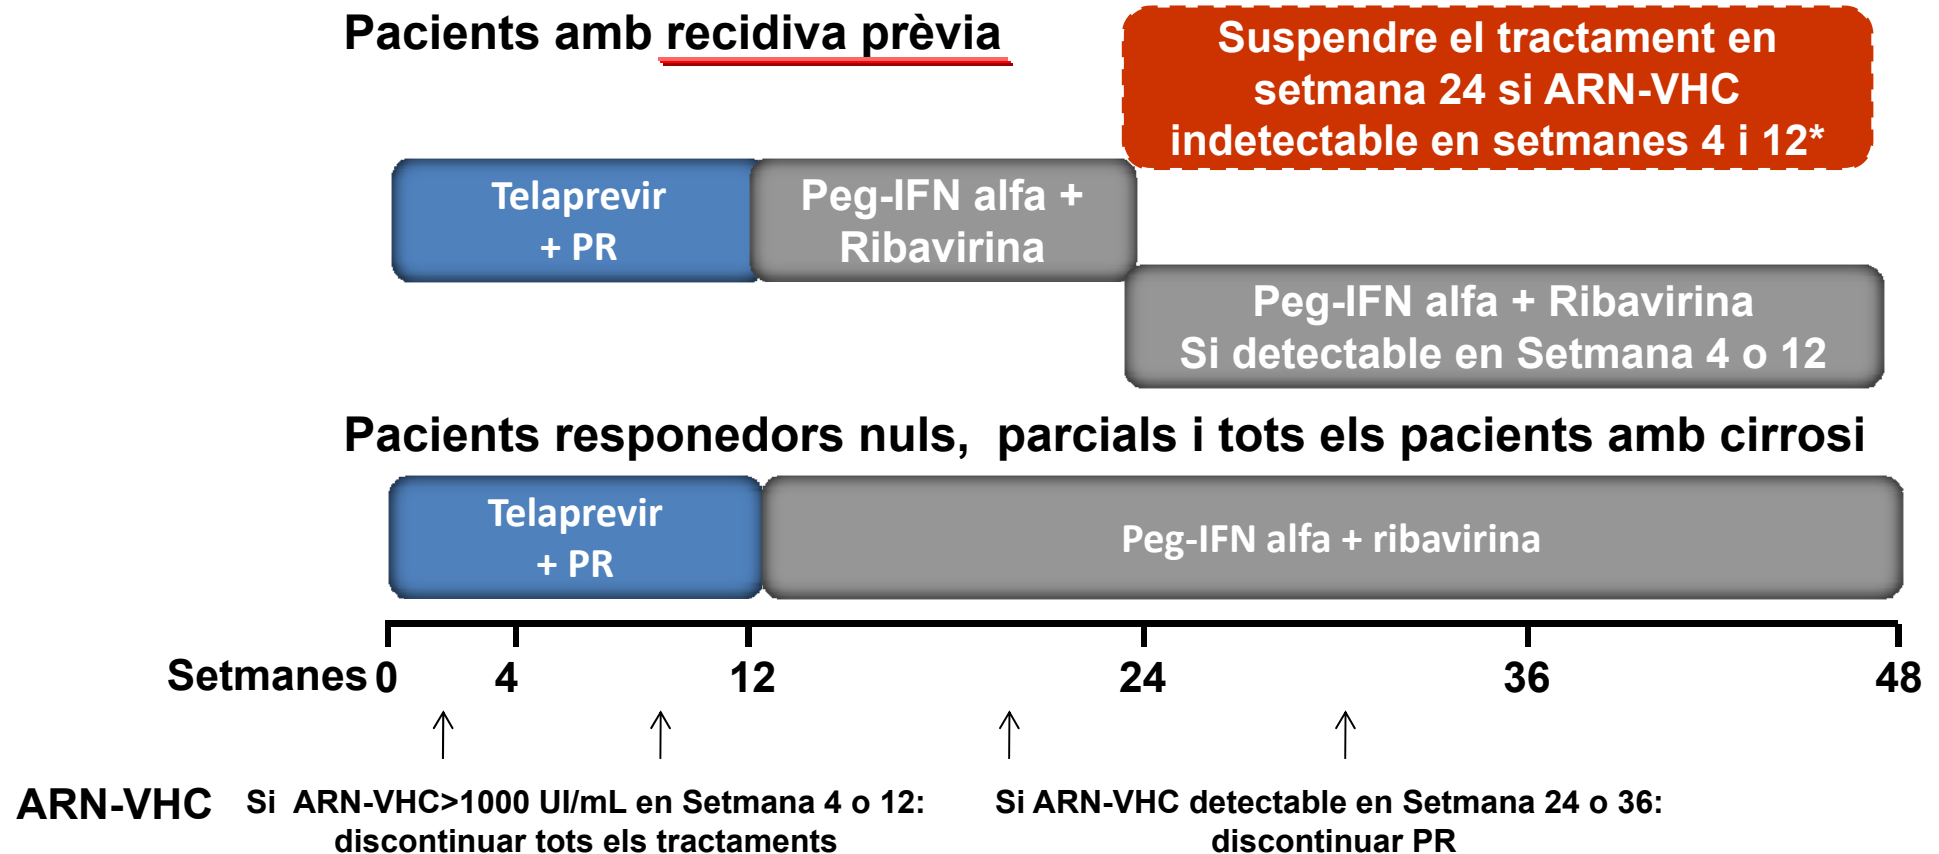 Pacients amb recidiva prèvia
Suspendre el tractament en
setmana 24 si ARN-VHC
indetectable en setmanes 4 i 12*
Telaprevir
+ PR
Peg-IFN alfa +
Ribavirina
Peg-IFN alfa + Ribavirina
Si detectable en Setmana 4 o 12
Pacients responedors nuls,  parcials i tots els pacients amb cirrosi
Telaprevir
+ PR
Peg-IFN alfa + ribavirina
Setmanes 0 4 12 24 36 48
ARN-VHC
Si  ARN-VHC>1000 UI/mL en Setmana 4 o 12:
discontinuar tots els tractaments
Si ARN-VHC detectable en Setmana 24 o 36:
discontinuar PR